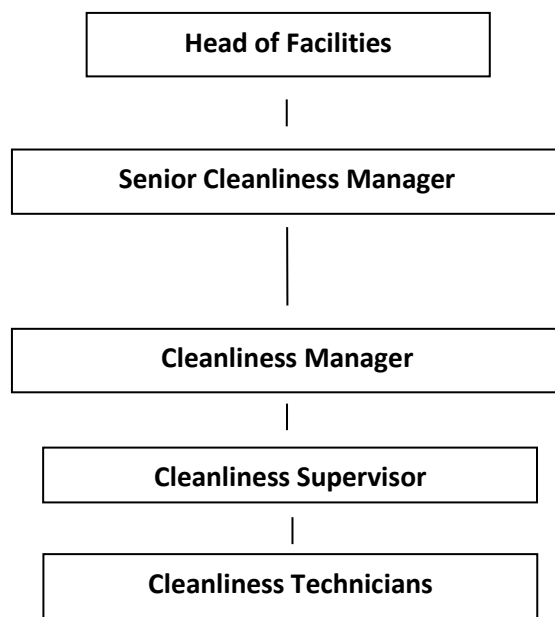 Head of Facilities
Senior Cleanliness Manager
Cleanliness Manager
Cleanliness Supervisor
Cleanliness Technicians